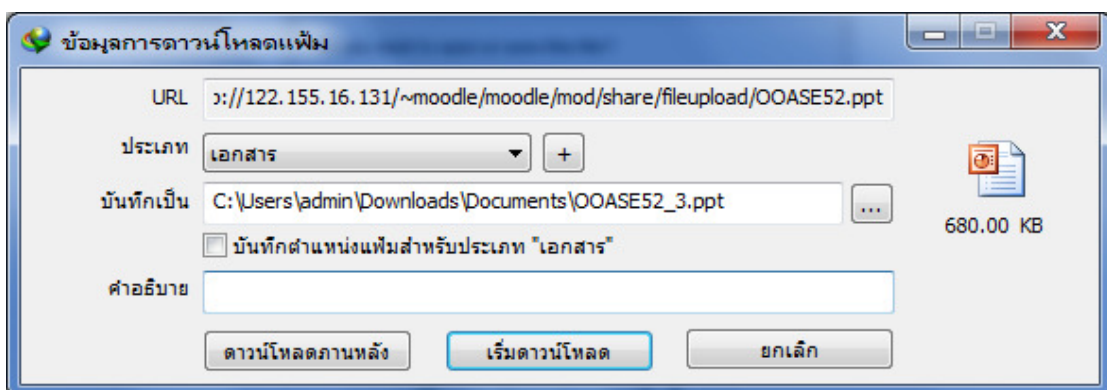 ข้อมูลการดาวน์โหลดแฟ้ม
URL ://122.155.16.131/~moodle/moodle/mod/share/fileupload/OOASE52.ppt
ประเภท เอกสาร +
บันทึกเป็น C:\Users\admin\Downloads\Documents\OOASE52_3.ppt ...
680.00 KB
บันทึกตำแหน่งแฟ้มสำหรับประเภท "เอกสาร"
คำอธิบาย
ดาวน์โหลดภานหลัง เริ่มดาวน์โหลด ยกเลิก